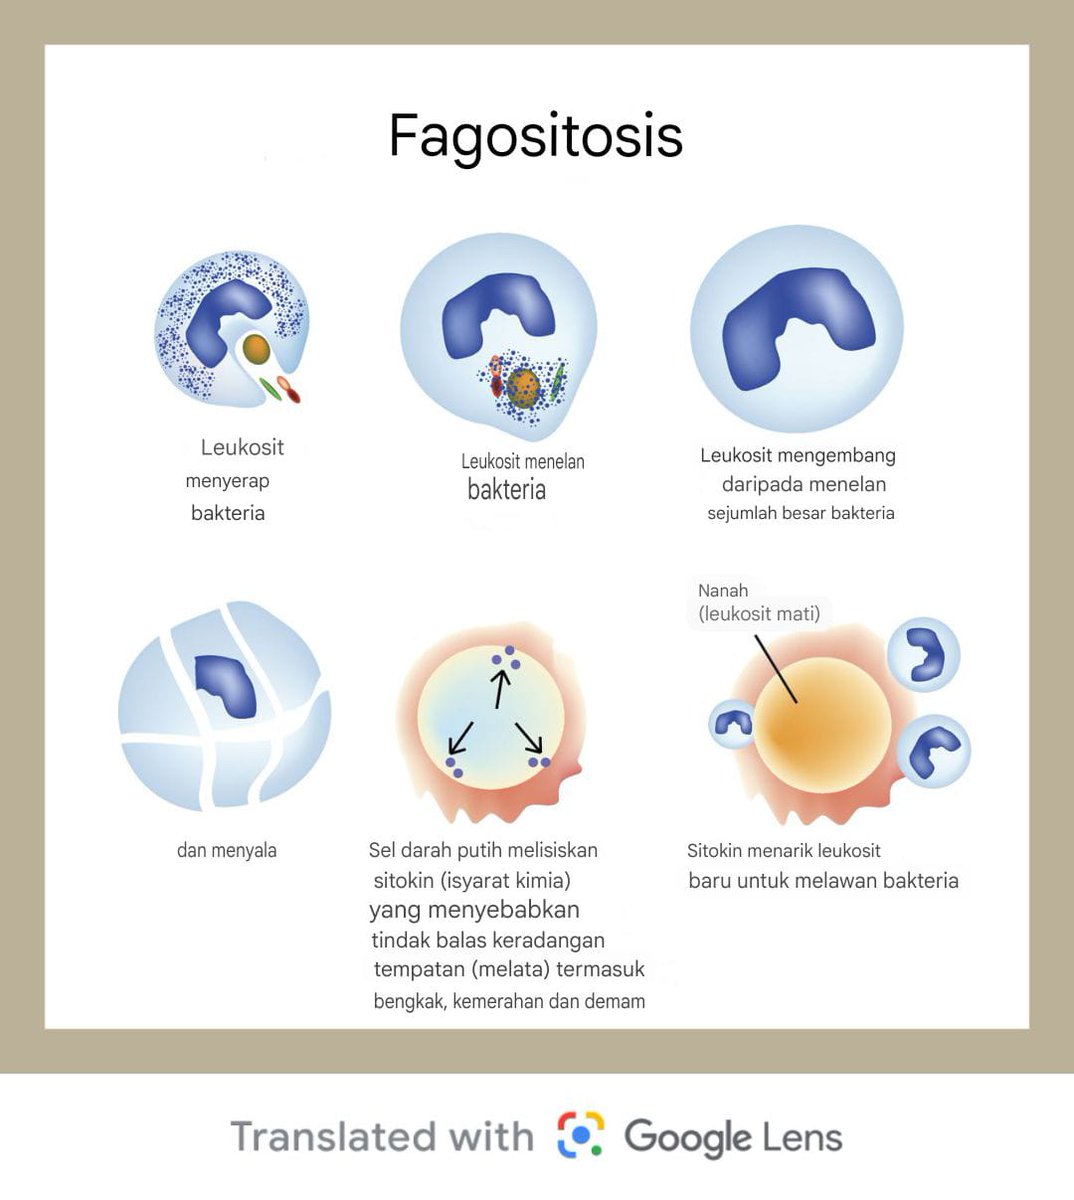 Fagositosis
Leukosit
menyerap
bakteria
Leukosit menelan
bakteria
Leukosit mengembang
daripada menelan
sejumlah besar bakteria
dan menyala
Sel darah putih melisiskan
sitokin (isyarat kimia)
yang menyebabkan
tindak balas keradangan
tempatan (melata) termasuk
bengkak, kemerahan dan demam
Nanah
(leukosit mati)
Sitokin menarik leukosit
baru untuk melawan bakteria
Translated with Google Lens